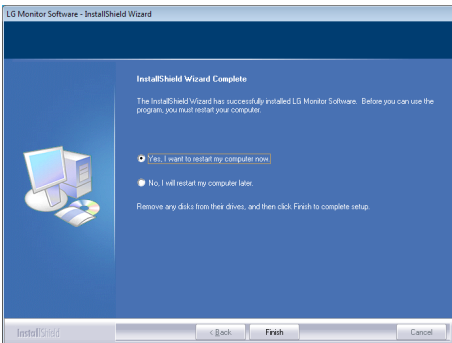 LG Monitor Software - InstallShield Wizard
InstallShield Wizard Complete
The InstallShield Wizard has successfully installed LG Monitor Software. Before you can use the
program, you must restart your computer.
Yes, I want to restart my computer now.
No, I will restart my computer later.
Remove any disks from their drives, and then click Finish to complete setup.
InstallShield
< Back
Finish
Cancel